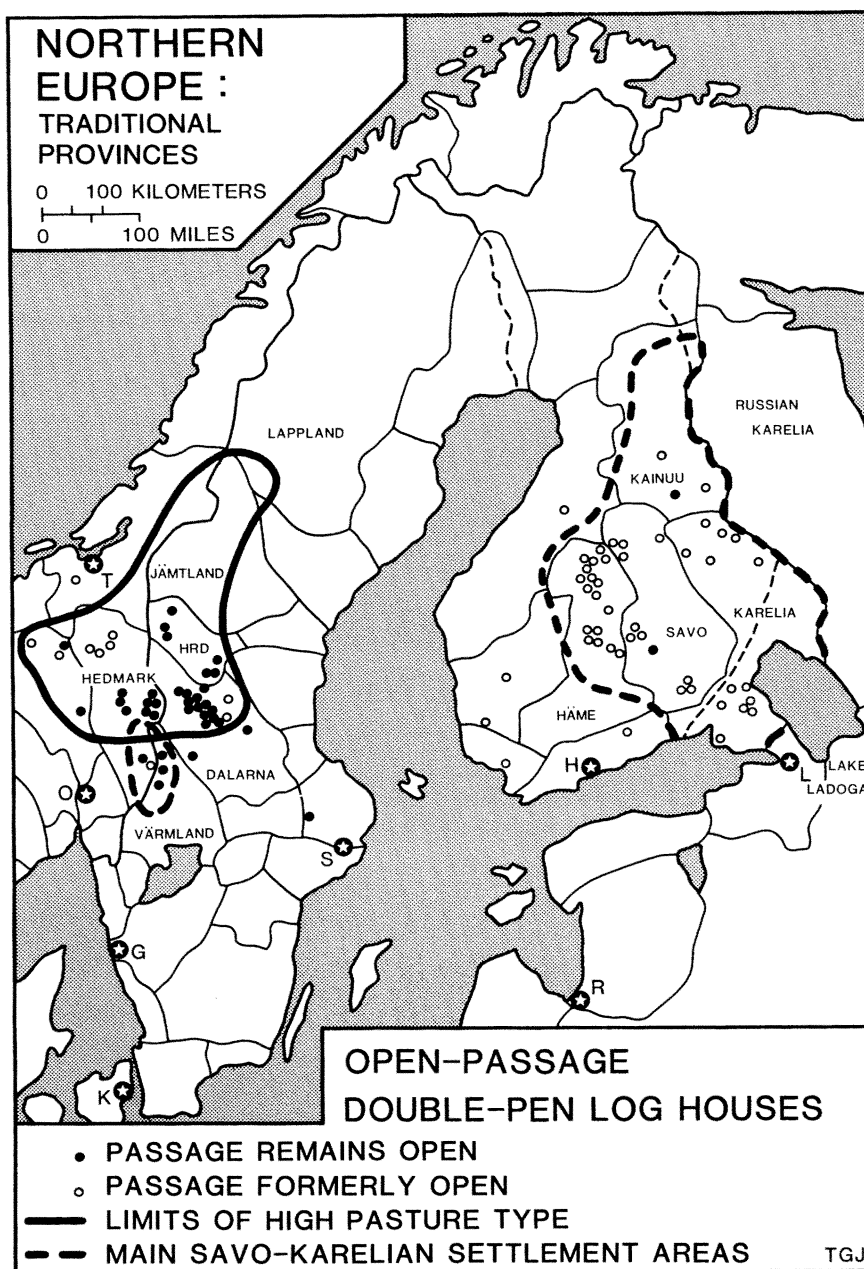 NORTHERN
EUROPE :
TRADITIONAL
PROVINCES
0 100 KILOMETERS
0 100 MILES
LAPPLAND
RUSSIAN
KARELIA
KAINUU
T
JÄMTLAND
HRD
KARELIA
SAVO
HEDMARK
HÄME
H
L
LAKE
LADOGA
DALARNA
O
VÄRMLAND
S
G
R
K
OPEN-PASSAGE
DOUBLE-PEN LOG HOUSES
PASSAGE REMAINS OPEN
PASSAGE FORMERLY OPEN
LIMITS OF HIGH PASTURE TYPE
MAIN SAVO-KARELIAN SETTLEMENT AREAS
TGJ